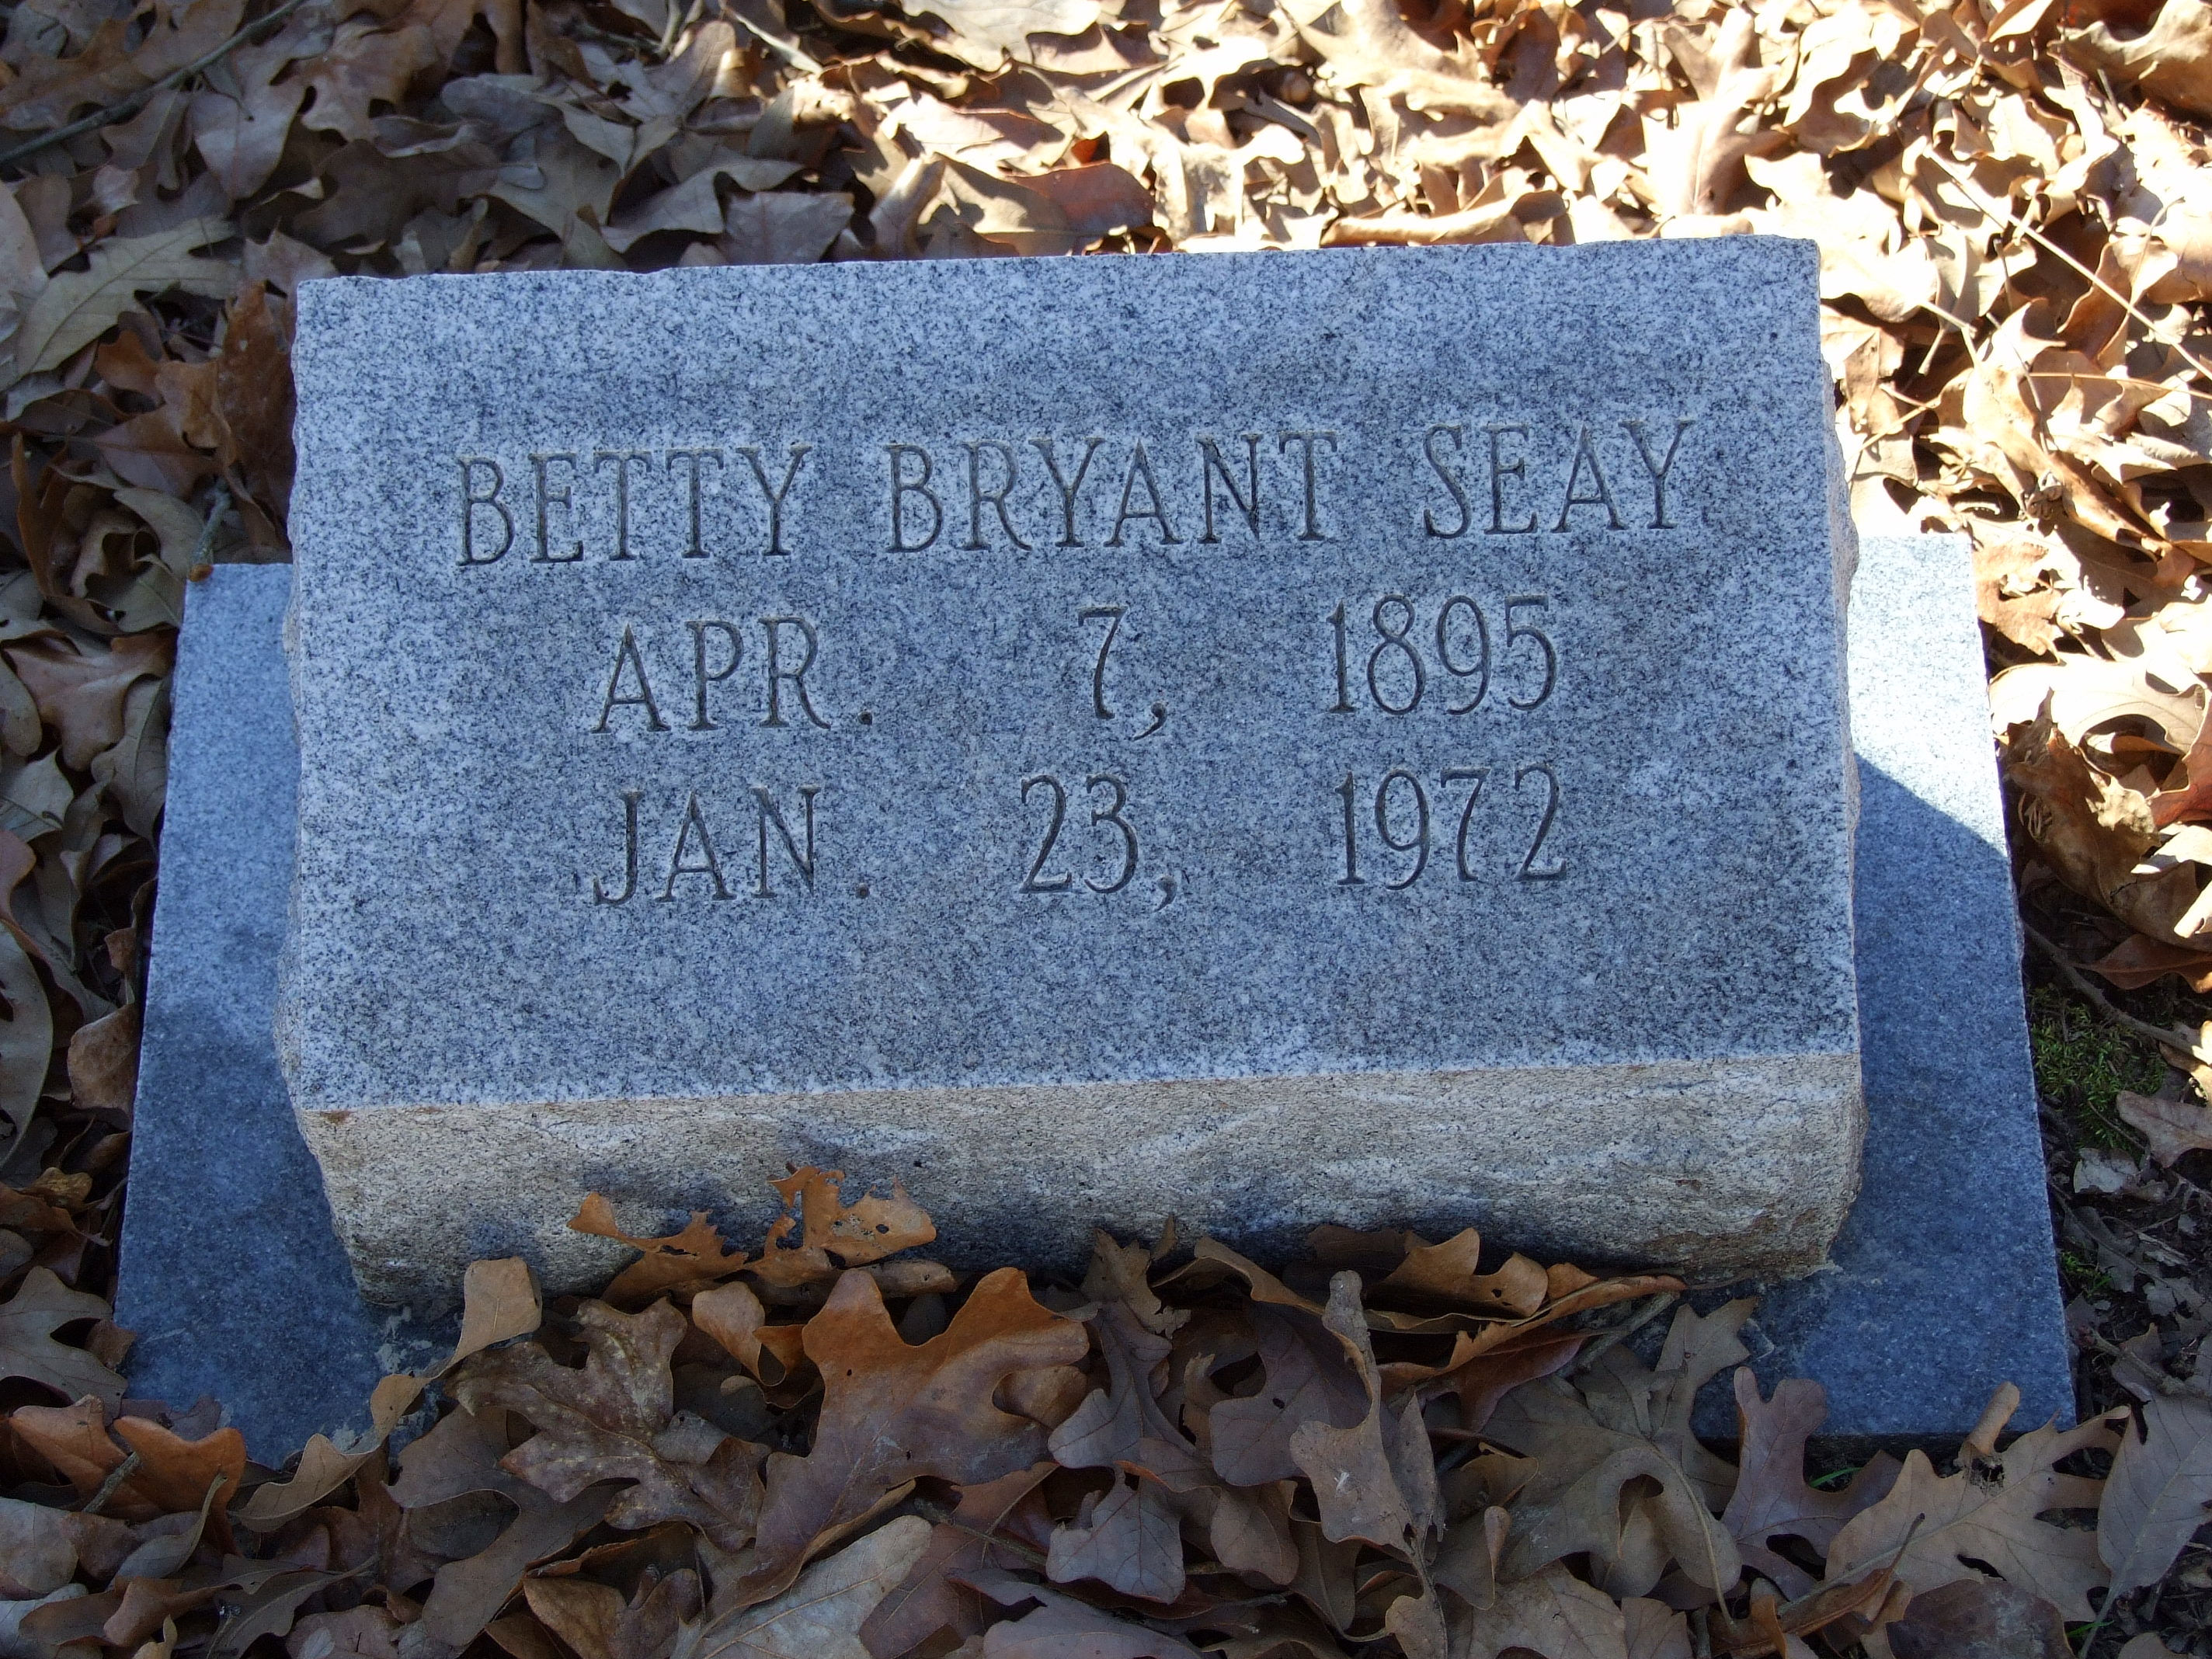 BETTY BRYANT SEAY
APR. 7, 1895
JAN. 23, 1972